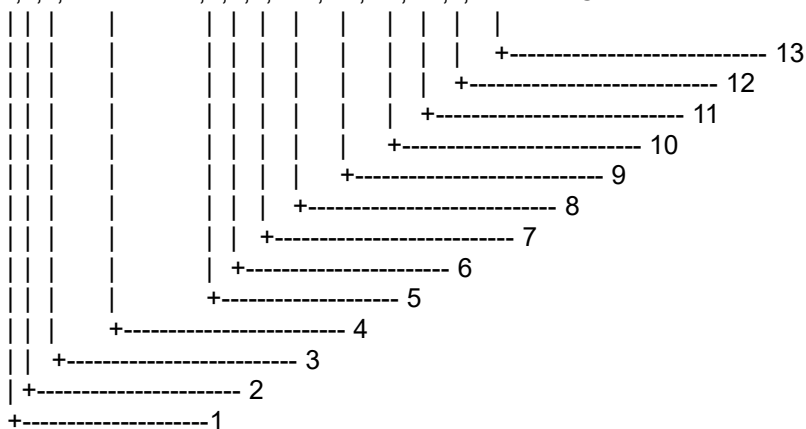 | | | | | | | | | | | | |
| | | | | | | | | | | | +----------------------------- 13
| | | | | | | | | | | +----------------------------- 12
| | | | | | | | | | +---------------------------- 11
| | | | | | | | | +--------------------------- 10
| | | | | | | | +----------------------------- 9
| | | | | | | +---------------------------- 8
| | | | | | +--------------------------- 7
| | | | | +----------------------- 6
| | | | +-------------------- 5
| | | +------------------------- 4
| | +-------------------------- 3
| +----------------------- 2
+---------------------1